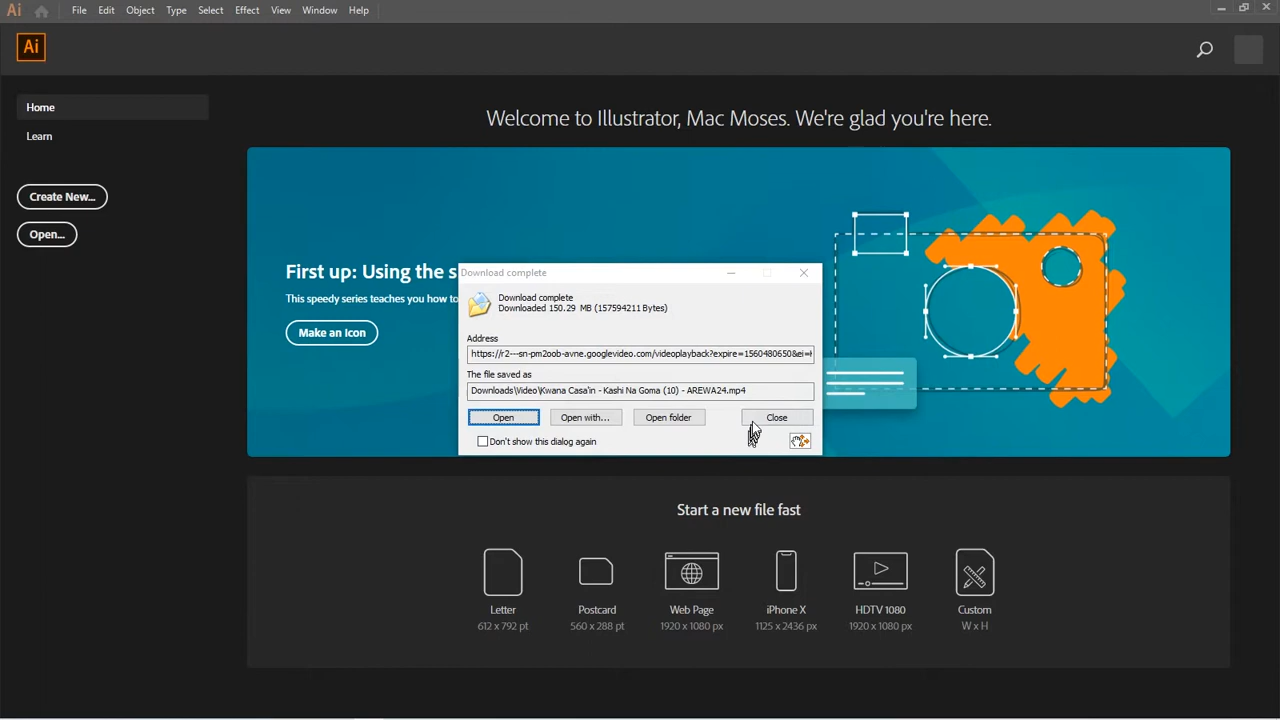 Ai File Edit Object Type Select Effect View Window Help
Ai
Home
Learn
Create New...
Open...
Welcome to Illustrator, Mac Moses. We're glad you're here.
First up: Using the s
This speedy series teaches you how to
Make an Icon
Download complete
Download complete
Downloaded 150.29 MB (157594211 Bytes)
Address
https://r2---sn-pm2oob-avne.googlevideo.com/videoplayback?expire=1560480650&ei=
The file saved as
Downloads\Video\Kwana Casa'in - Kashi Na Goma (10) - AREWA24.mp4
Open Open with... Open folder Close
Don't show this dialog again
Start a new file fast
Letter Postcard Web Page iPhone X HDTV 1080 Custom
612 x 792 pt 560 x 288 pt 1920 x 1080 px 1125 x 2436 px 1920 x 1080 px W x H